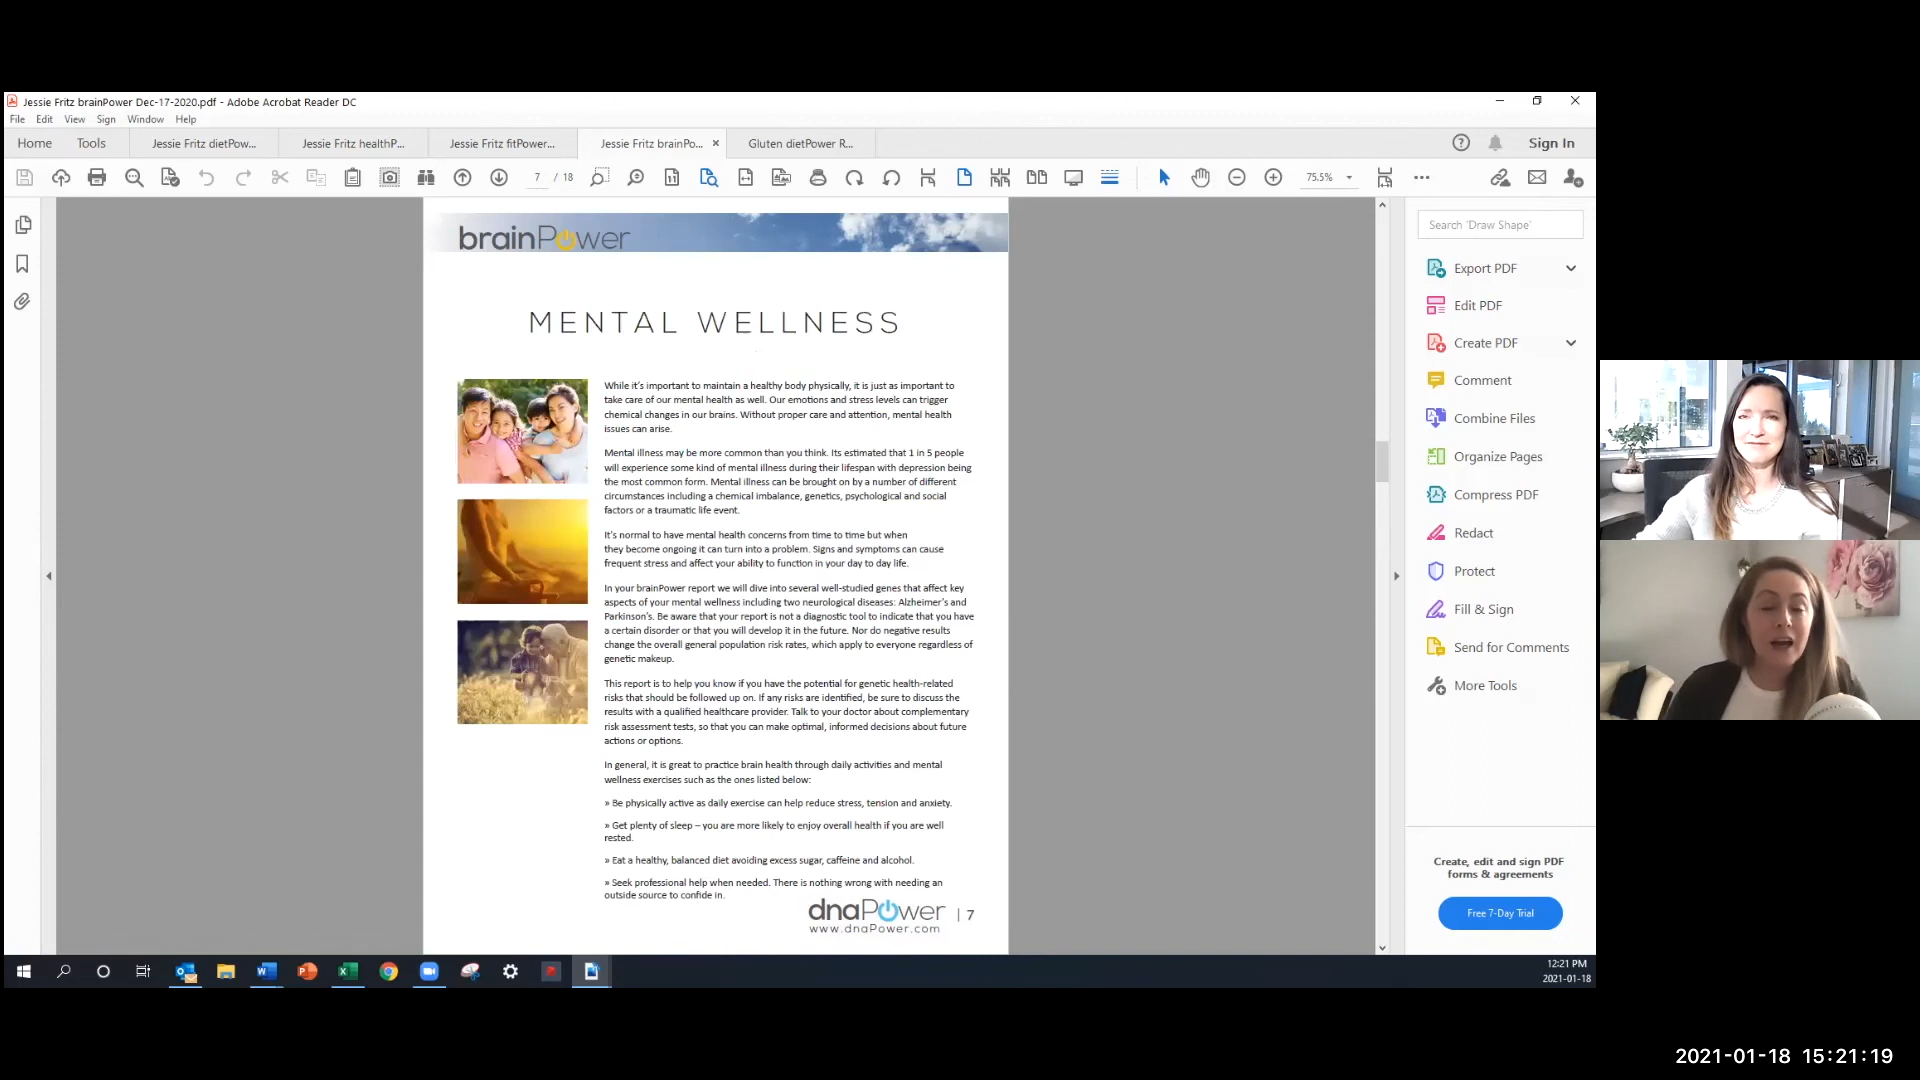 Jessie Fritz brainPower Dec-17-2020.pdf - Adobe Acrobat Reader DC
File Edit View Sign Window Help
Home Tools Jessie Fritz dietPow... Jessie Fritz healthP... Jessie Fritz fitPower... Jessie Fritz brainPo... × Gluten dietPower R... Sign In
7 / 18 75.5%
Search 'Draw Shape'
Export PDF
Edit PDF
Create PDF
Comment
Combine Files
Organize Pages
Compress PDF
Redact
Protect
Fill & Sign
Send for Comments
More Tools
Create, edit and sign PDF
forms & agreements
Free 7-Day Trial
brainPower
MENTAL WELLNESS
While it's important to maintain a healthy body physically, it is just as important to
take care of our mental health as well. Our emotions and stress levels can trigger
chemical changes in our brains. Without proper care and attention, mental health
issues can arise.
Mental illness may be more common than you think. Its estimated that 1 in 5 people
will experience some kind of mental illness during their lifespan with depression being
the most common form. Mental illness can be brought on by a number of different
circumstances including a chemical imbalance, genetics, psychological and social
factors or a traumatic life event.
It's normal to have mental health concerns from time to time but when
they become ongoing it can turn into a problem. Signs and symptoms can cause
frequent stress and affect your ability to function in your day to day life.
In your brainPower report we will dive into several well-studied genes that affect key
aspects of your mental wellness including two neurological diseases: Alzheimer's and
Parkinson's. Be aware that your report is not a diagnostic tool to indicate that you have
a certain disorder or that you will develop it in the future. Nor do negative results
change the overall general population risk rates, which apply to everyone regardless of
genetic makeup.
This report is to help you know if you have the potential for genetic health-related
risks that should be followed up on. If any risks are identified, be sure to discuss the
results with a qualified healthcare provider. Talk to your doctor about complementary
risk assessment tests, so that you can make optimal, informed decisions about future
actions or options.
In general, it is great to practice brain health through daily activities and mental
wellness exercises such as the ones listed below:
» Be physically active as daily exercise can help reduce stress, tension and anxiety.
» Get plenty of sleep – you are more likely to enjoy overall health if you are well
rested.
» Eat a healthy, balanced diet avoiding excess sugar, caffeine and alcohol.
» Seek professional help when needed. There is nothing wrong with needing an
outside source to confide in.
dnaPower | 7
www.dnaPower.com
12:21 PM
2021-01-18
2021-01-18 15:21:19